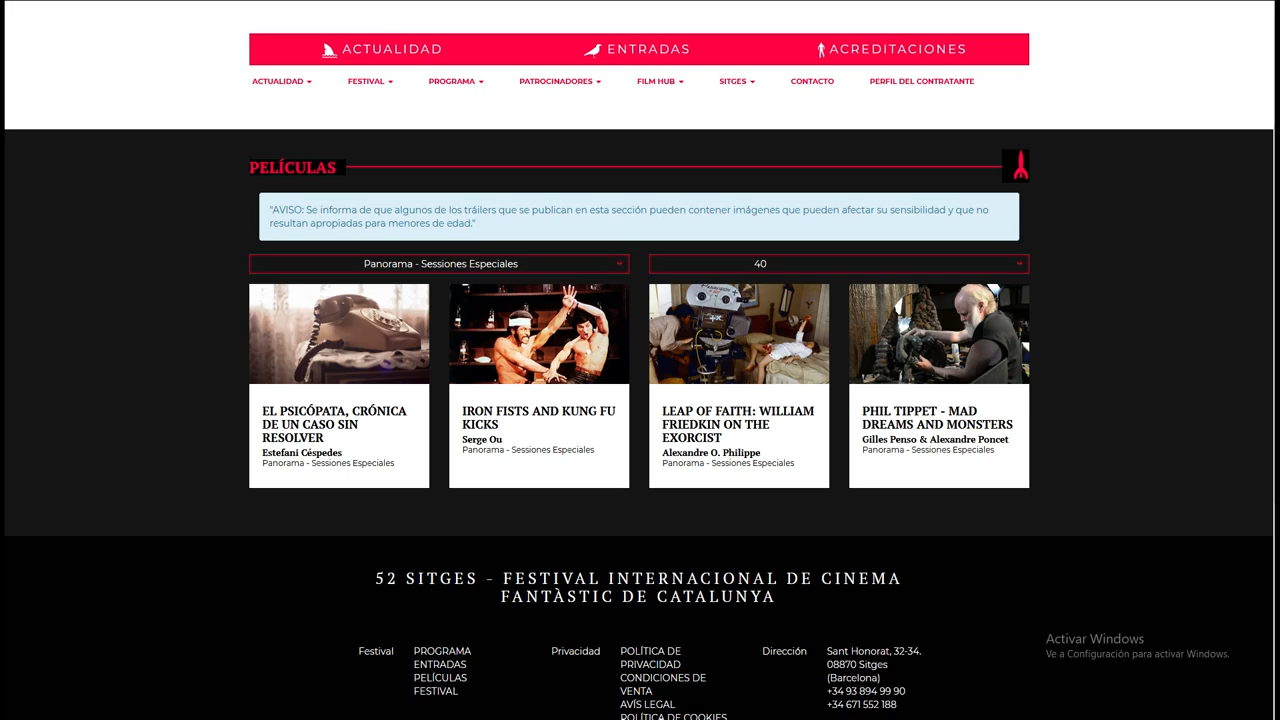 ACTUALIDAD ENTRADAS ACREDITACIONES
ACTUALIDAD FESTIVAL PROGRAMA PATROCINADORES FILM HUB SITGES CONTACTO PERFIL DEL CONTRATANTE
PELÍCULAS
"AVISO: Se informa de que algunos de los tráilers que se publican en esta sección pueden contener imágenes que pueden afectar su sensibilidad y que no
resultan apropiadas para menores de edad."
Panorama - Sessiones Especiales
40
EL PSICÓPATA, CRÓNICA
DE UN CASO SIN
RESOLVER
Estefani Céspedes
Panorama - Sessiones Especiales
IRON FISTS AND KUNG FU
KICKS
Serge Ou
Panorama - Sessiones Especiales
LEAP OF FAITH: WILLIAM
FRIEDKIN ON THE
EXORCIST
Alexandre O. Philippe
Panorama - Sessiones Especiales
PHIL TIPPET - MAD
DREAMS AND MONSTERS
Gilles Penso & Alexandre Poncet
Panorama - Sessiones Especiales
52 SITGES - FESTIVAL INTERNACIONAL DE CINEMA
FANTÀSTIC DE CATALUNYA
Festival
PROGRAMA
ENTRADAS
PELÍCULAS
FESTIVAL
Privacidad
POLÍTICA DE
PRIVACIDAD
CONDICIONES DE
VENTA
AVÍS LEGAL
POLÍTICA DE COOKIES
Dirección
Sant Honorat, 32-34.
08870 Sitges
(Barcelona)
+34 93 894 99 90
+34 671 552 188
Activar Windows
Ve a Configuración para activar Windows.